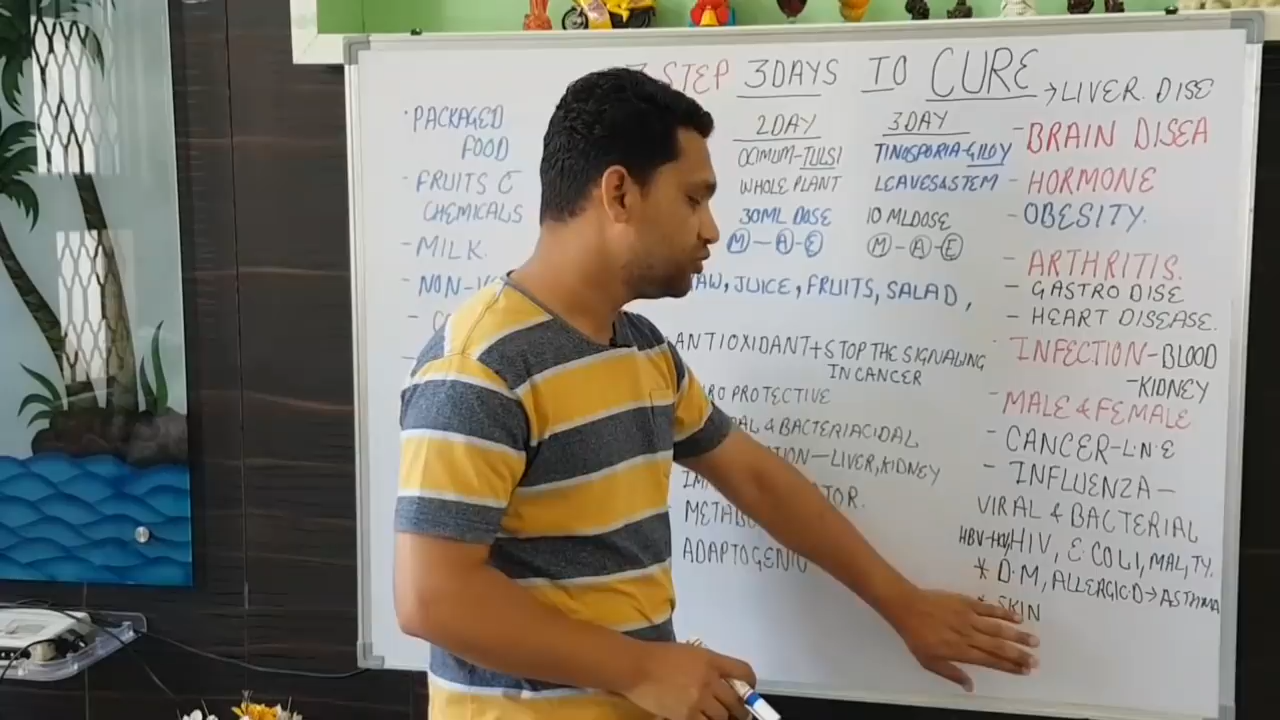 STEP 3DAYS TO CURE
→ LIVER. DISE
· PACKAGED
FOOD
- FRUITS C̄
CHEMICALS
- MILK.
2DAY
OCIMUM-TULSI
WHOLE PLANT
30ML DOSE
M - A - E
3DAY
TINOSPORIA-GILOY
LEAVES&STEM
10 MLDOSE
M - A - E
JUICE, FRUITS, SALAD,
ANTIOXIDANT+STOP THE SIGNALING
IN CANCER
PROTECTIVE
& BACTERIACIDAL
LIVER, KIDNEY
ADAPTOGENIC
- BRAIN DISEA
- HORMONE
- OBESITY.
- ARTHRITIS.
- GASTRO DISE
- HEART DISEASE.
INFECTION-BLOOD
-KIDNEY
- MALE & FEMALE
- CANCER-L·N·E
- INFLUENZA-
VIRAL & BACTERIAL
HIV, E.COLI, MAL, TY.
* D.M, ALLERGIC.D→ASTHMA
* SKIN